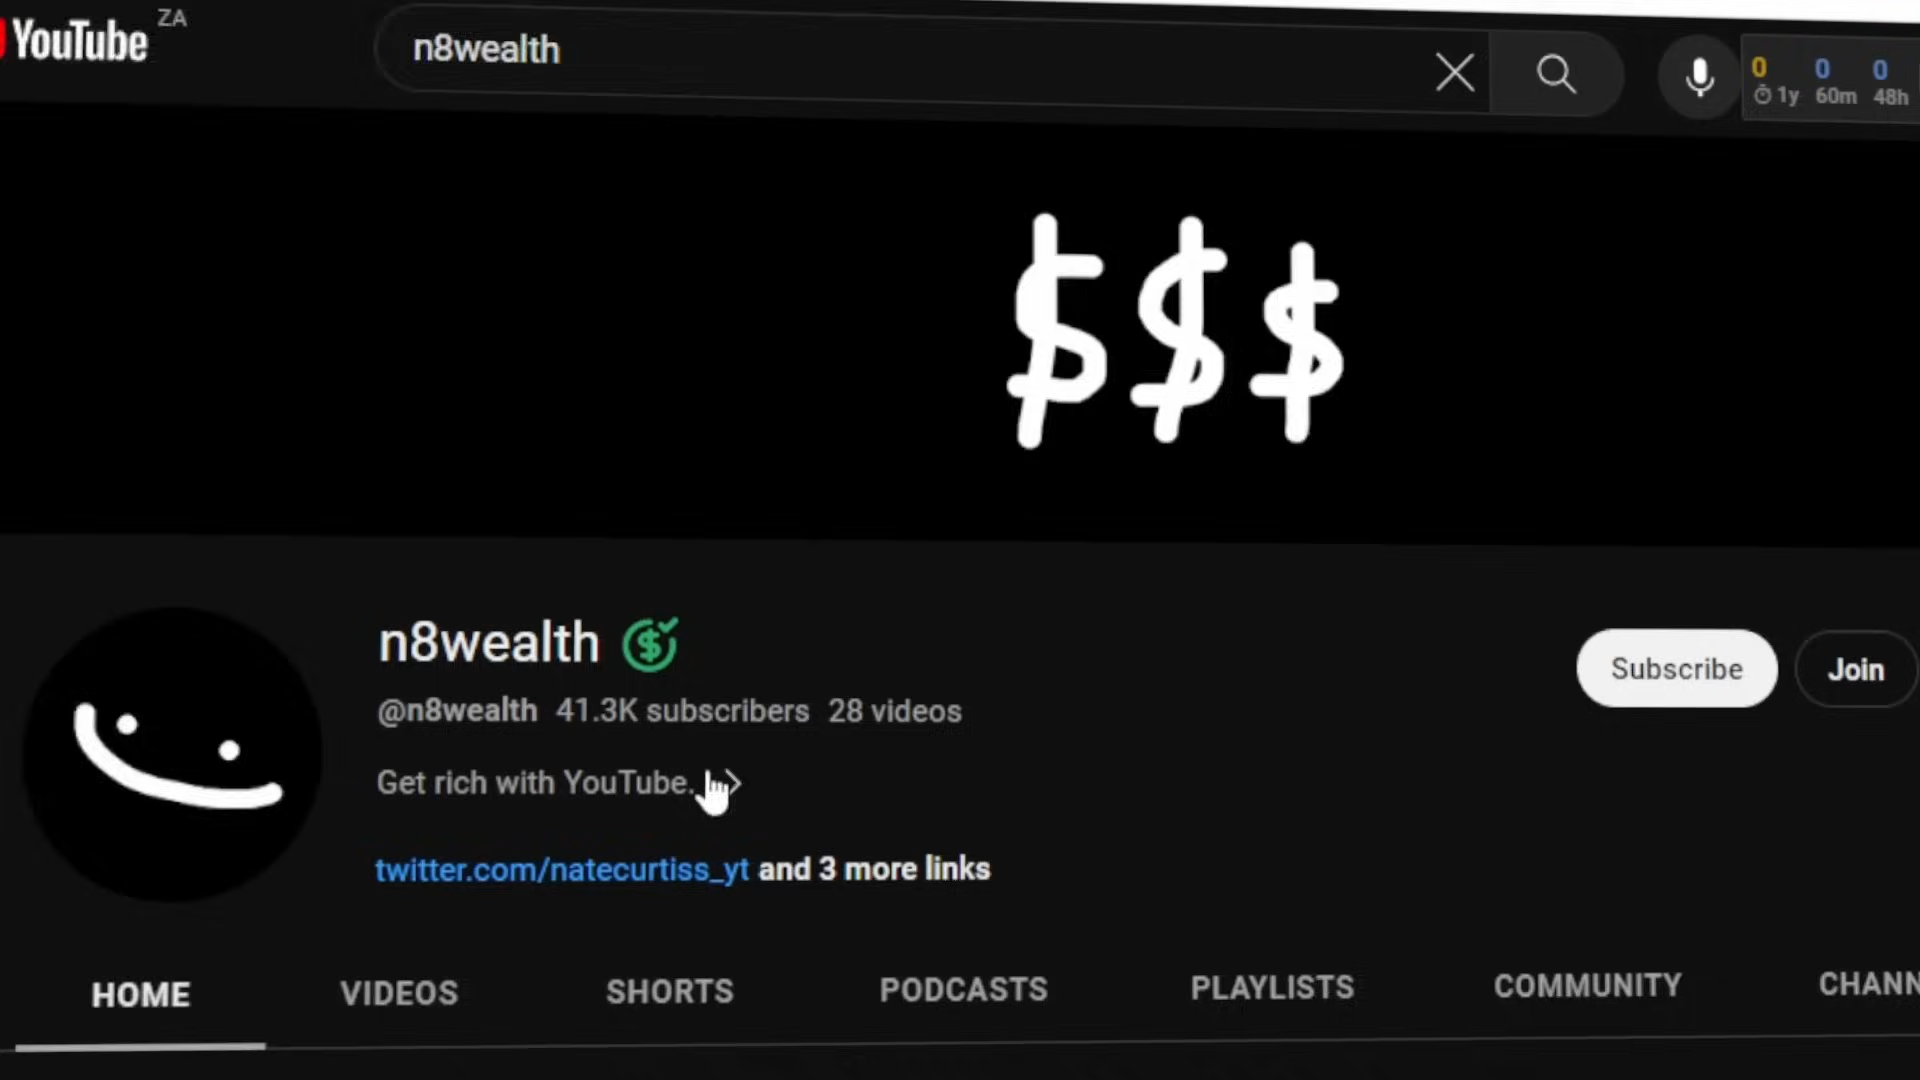 YouTube ZA
n8wealth
0 0 0
1y 60m 48h
$$$
n8wealth
@n8wealth 41.3K subscribers 28 videos
Subscribe
Join
Get rich with YouTube.
twitter.com/natecurtiss_yt and 3 more links
HOME VIDEOS SHORTS PODCASTS PLAYLISTS COMMUNITY CHANN